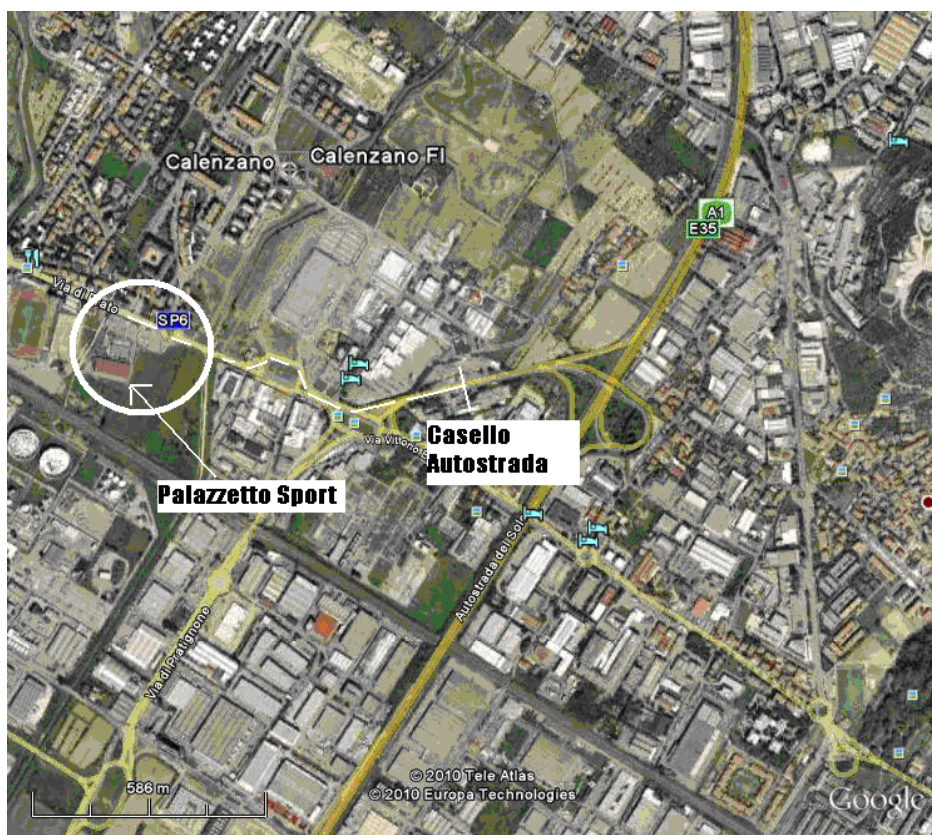 Calenzano
Calenzano FI
A1
E35
Via di Prato
SP6
Casello
Autostrada
Via Vittorio
Palazzetto Sport
Autostrada del Sole
Via di Pratignone
586 m
© 2010 Tele Atlas
© 2010 Europa Technologies
Google